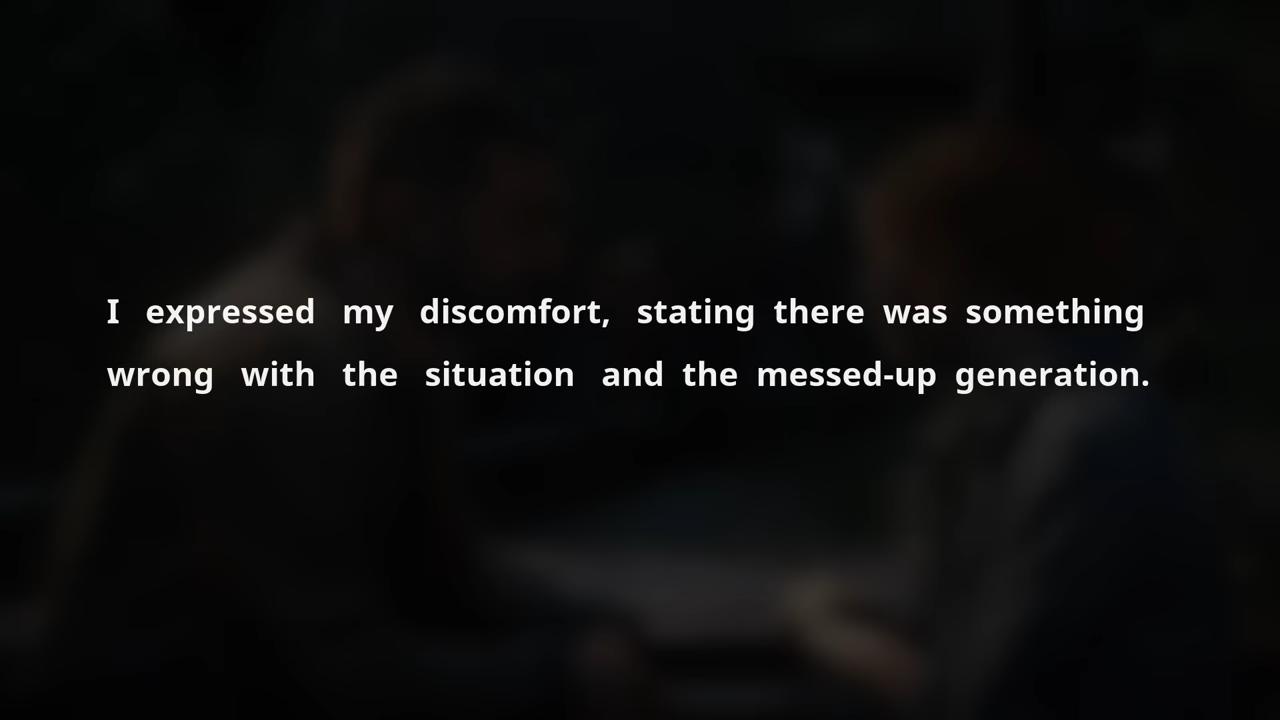 I expressed my discomfort, stating there was something
wrong with the situation and the messed-up generation.